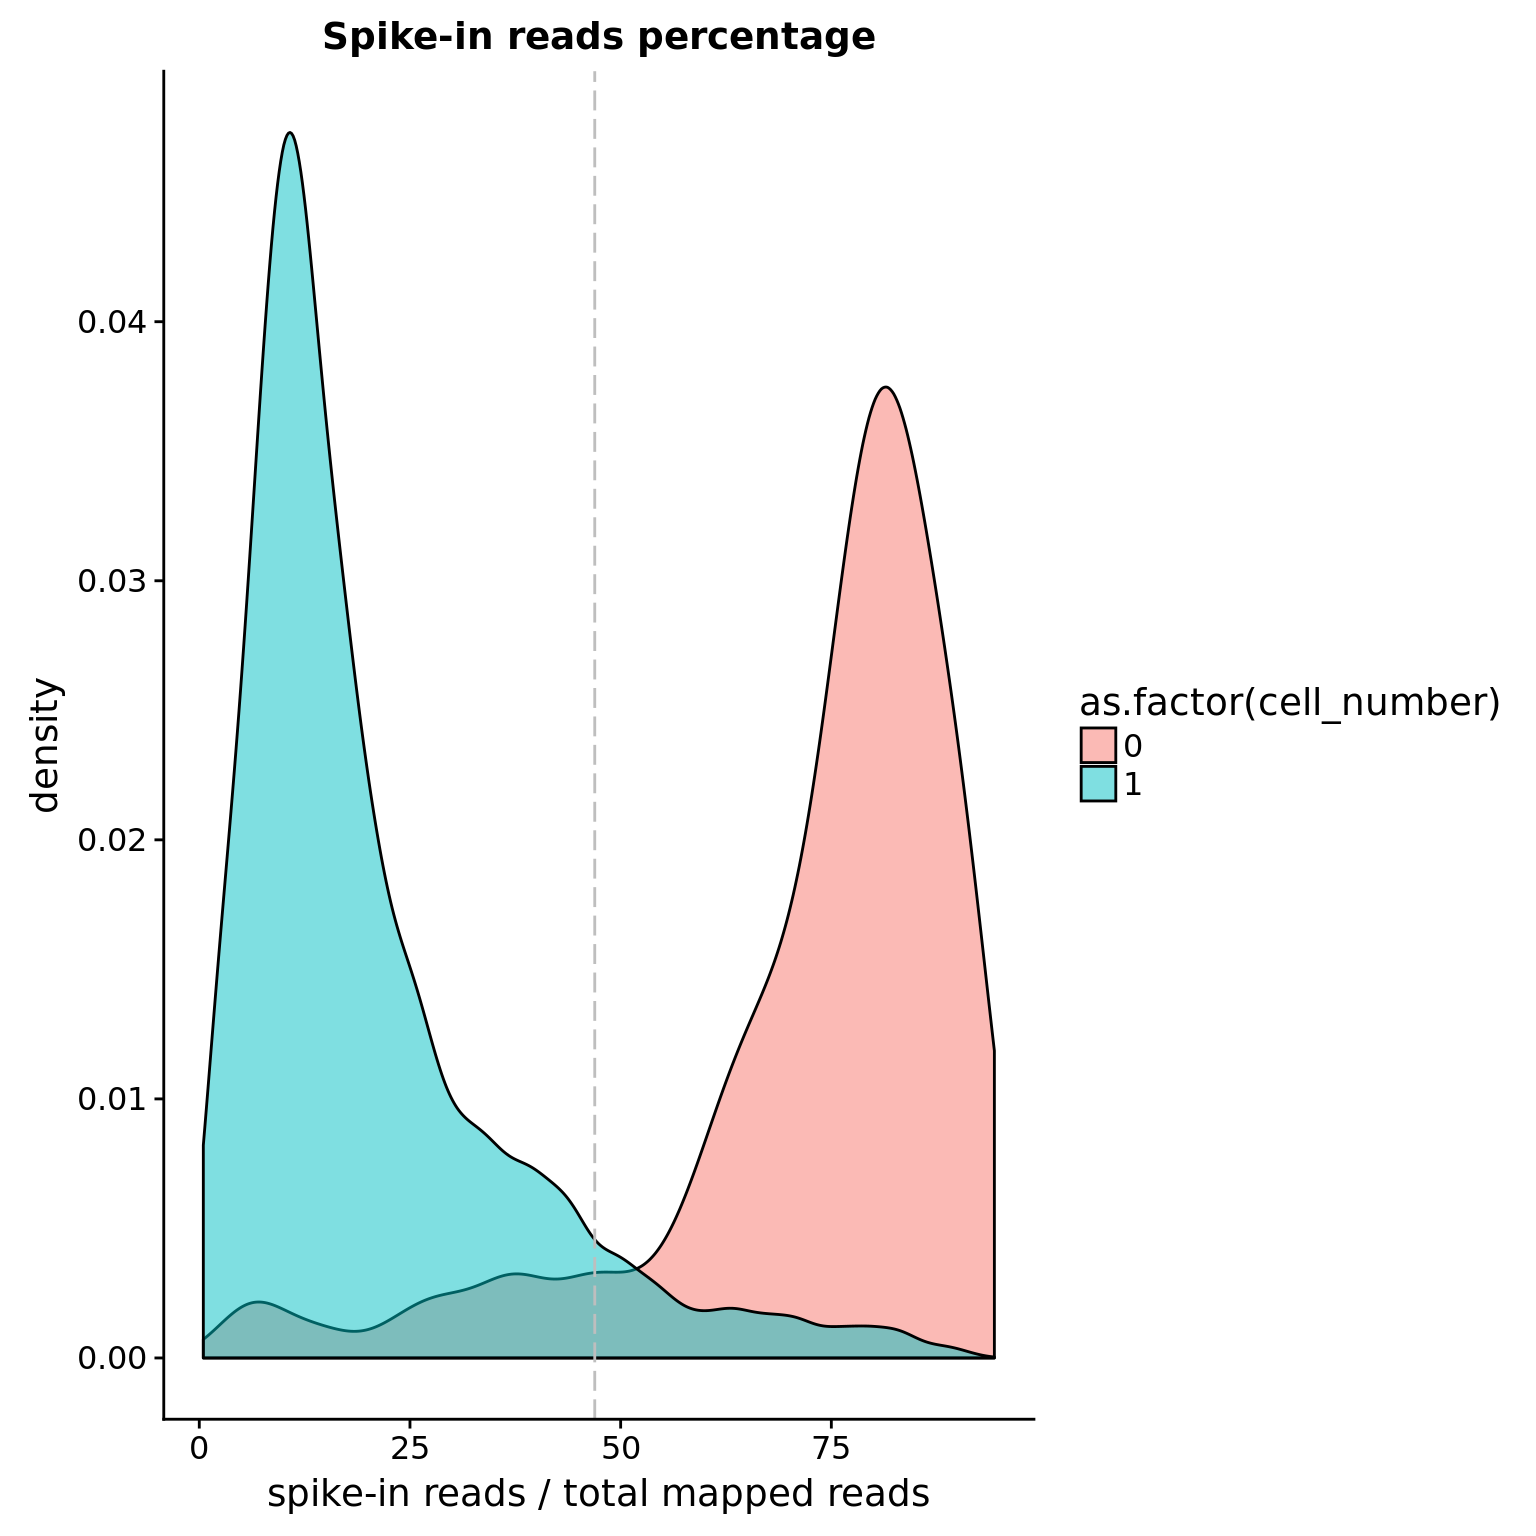 Spike-in reads percentage
0.04
0.03
0.02
0.01
0.00
density
0 25 50 75
spike-in reads / total mapped reads
as.factor(cell_number)
0
1